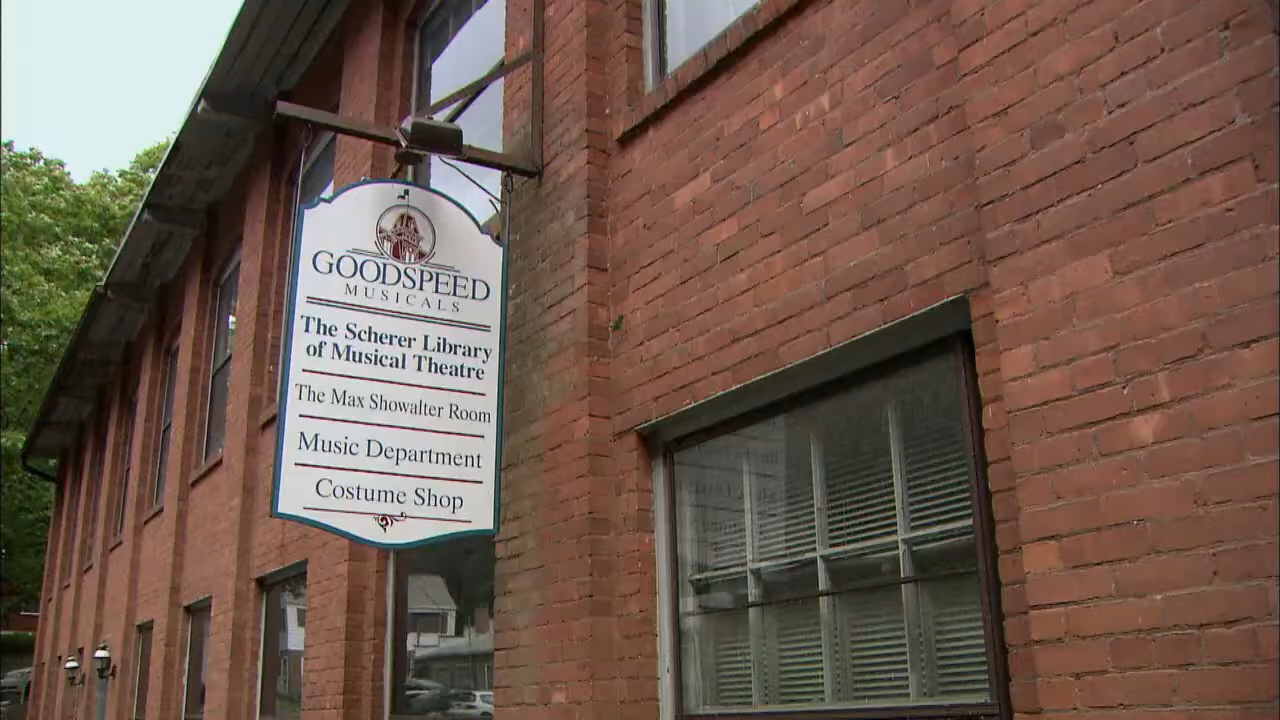 GOODSPEED
MUSICALS
The Scherer Library
of Musical Theatre
The Max Showalter Room
Music Department
Costume Shop